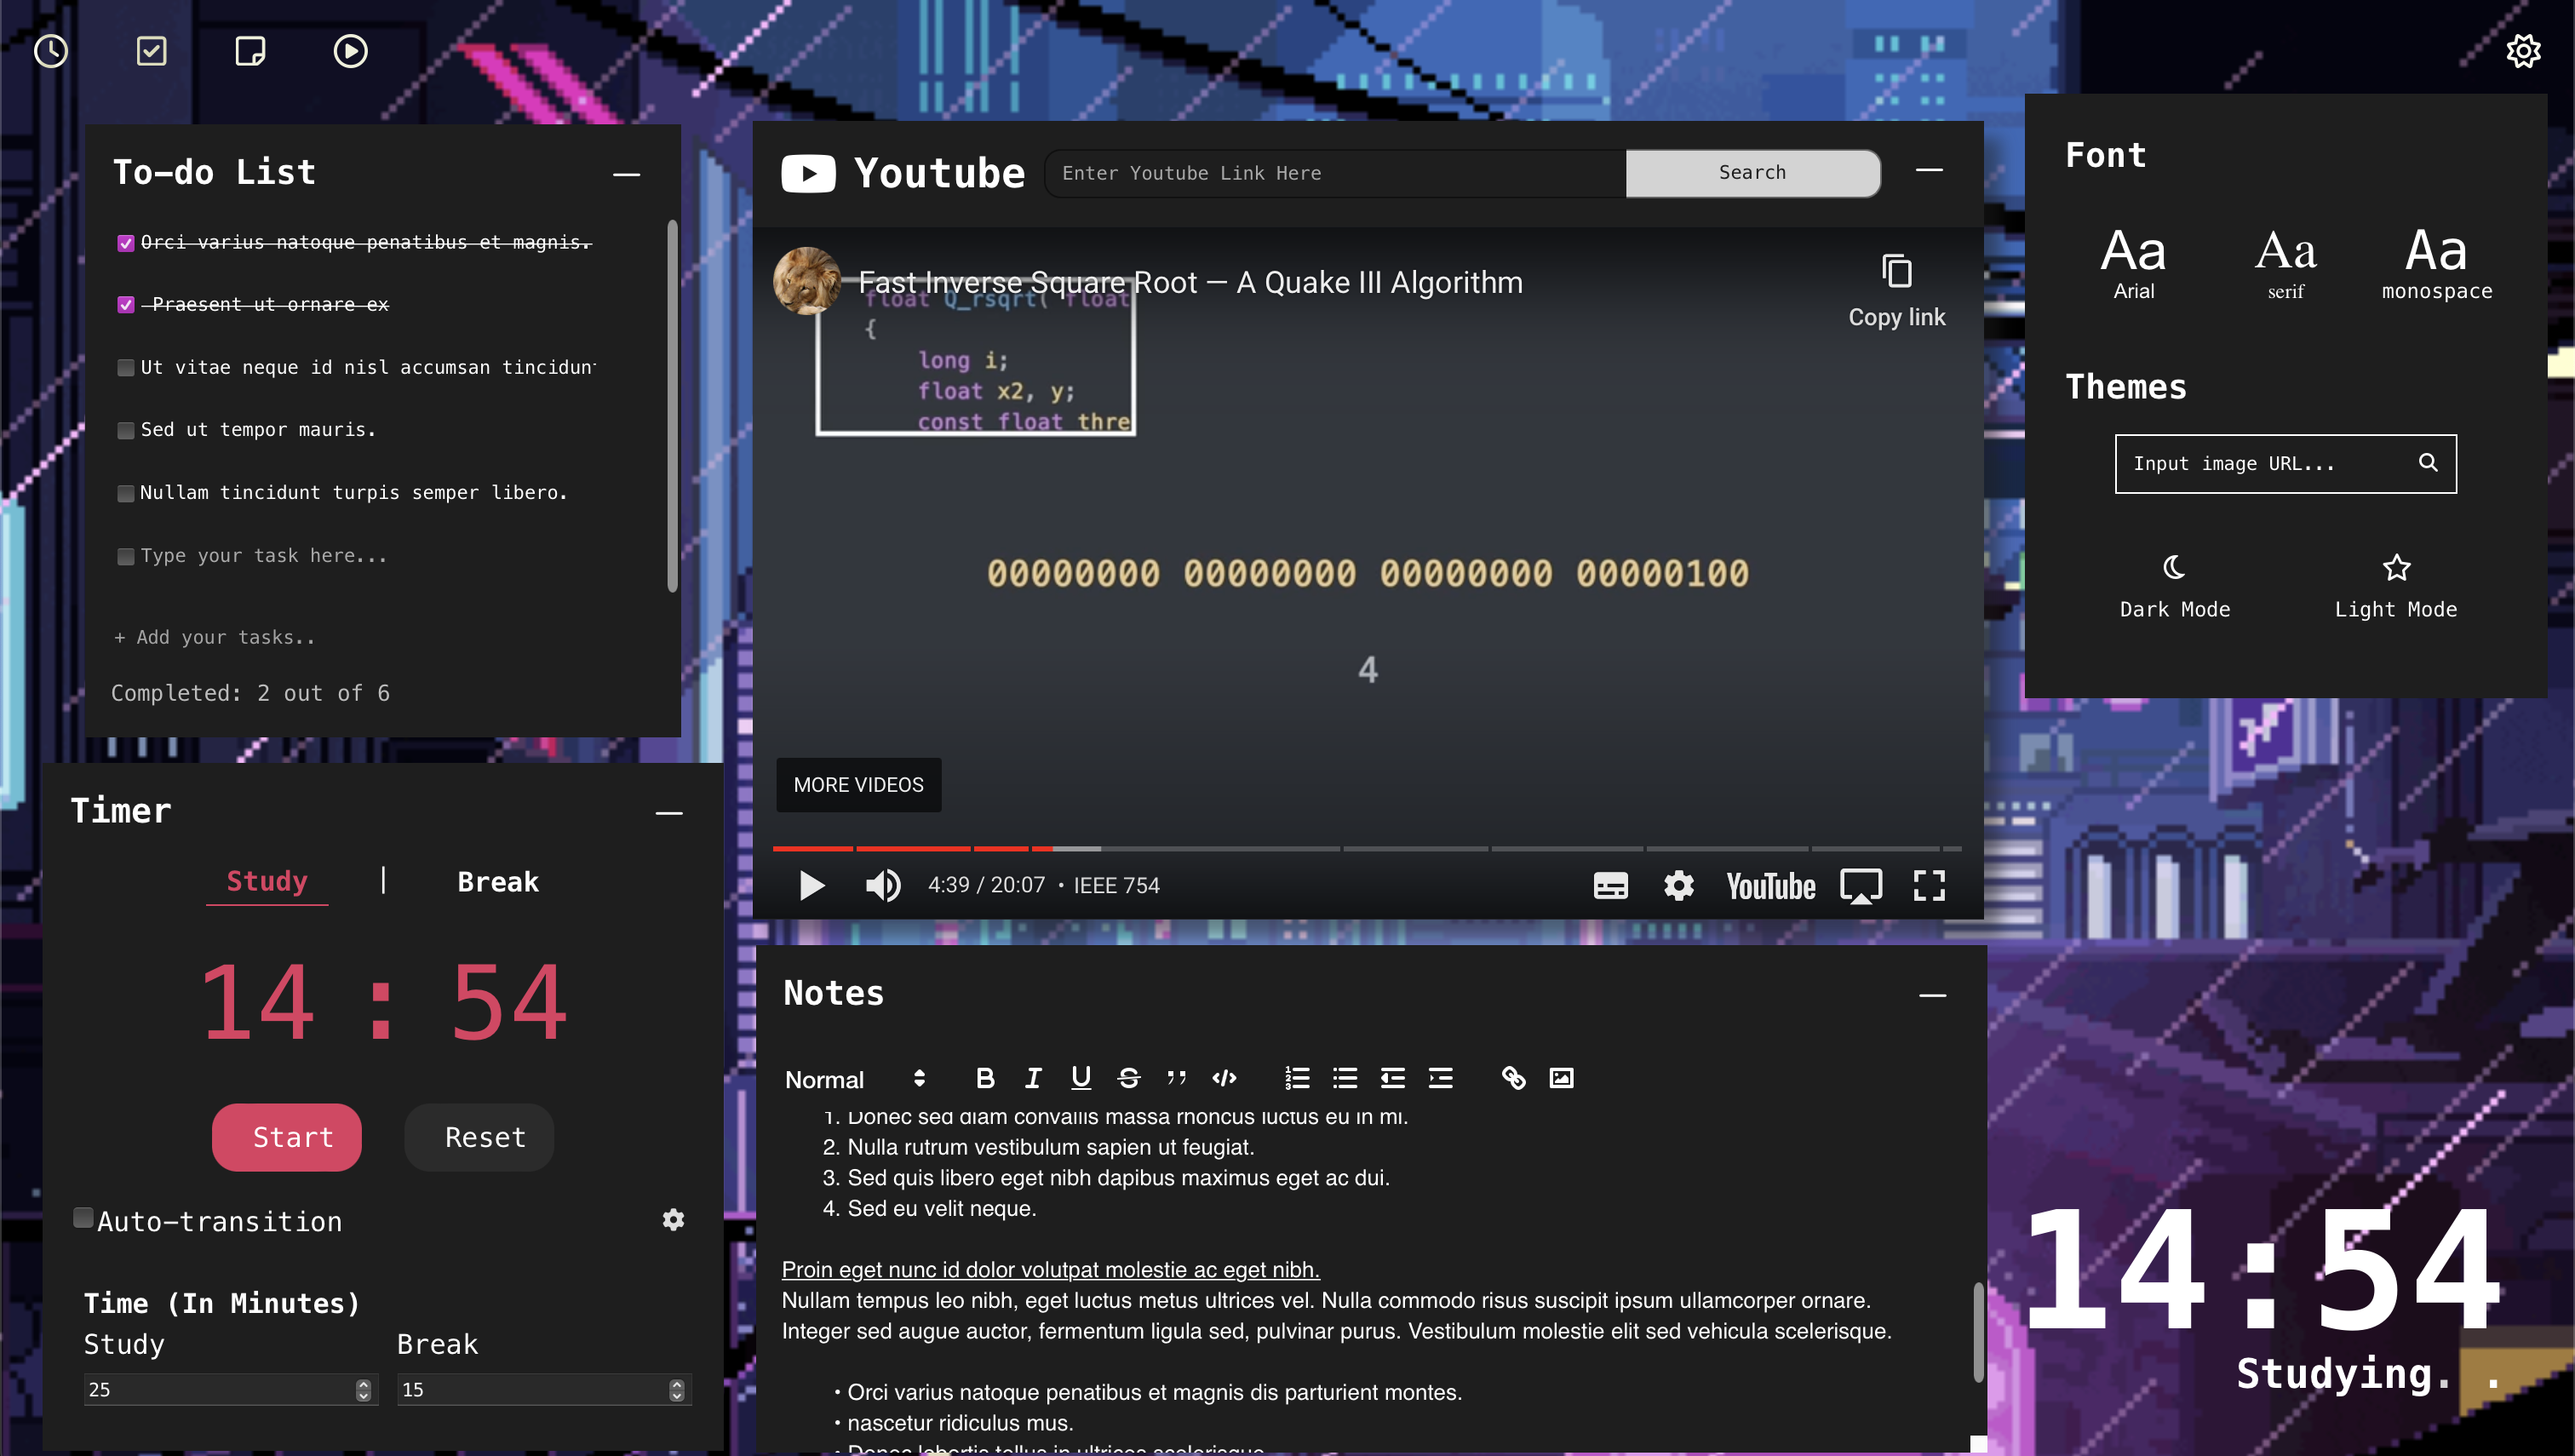 To-do List
Orci varius natoque penatibus et magnis.
Praesent ut ornare ex
Ut vitae neque id nisl accumsan
Sed ut tempor mauris.
Nullam tincidunt turpis semper libero.
Type your task here...
+ Add your tasks..
Completed: 2 out of 6
Timer
Study | Break
14 : 54
Start Reset
Auto-transition
Time (In Minutes)
Study Break
25 15
Youtube Enter Youtube Link Here Search
Fast Inverse Square Root — A Quake III Algorithm
Copy link
float Q_rsqrt( float
{
long i;
float x2, y;
const float thre
00000000 00000000 00000000 00000100
4
MORE VIDEOS
4:39 / 20:07 • IEEE 754 YouTube
Notes
Normal B I U S
1. Donec sed diam convallis massa rhoncus luctus eu in mi.
2. Nulla rutrum vestibulum sapien ut feugiat.
3. Sed quis libero eget nibh dapibus maximus eget ac dui.
4. Sed eu velit neque.
Proin eget nunc id dolor volutpat molestie ac eget nibh.
Nullam tempus leo nibh, eget luctus metus ultrices vel. Nulla commodo risus suscipit ipsum ullamcorper ornare.
Integer sed augue auctor, fermentum ligula sed, pulvinar purus. Vestibulum molestie elit sed vehicula scelerisque.
• Orci varius natoque penatibus et magnis dis parturient montes.
• nascetur ridiculus mus.
• Donec lobortis tellus in ultrices scelerisque
Font
Aa Aa Aa
Arial serif monospace
Themes
Input image URL...
Dark Mode Light Mode
14:54
Studying. .